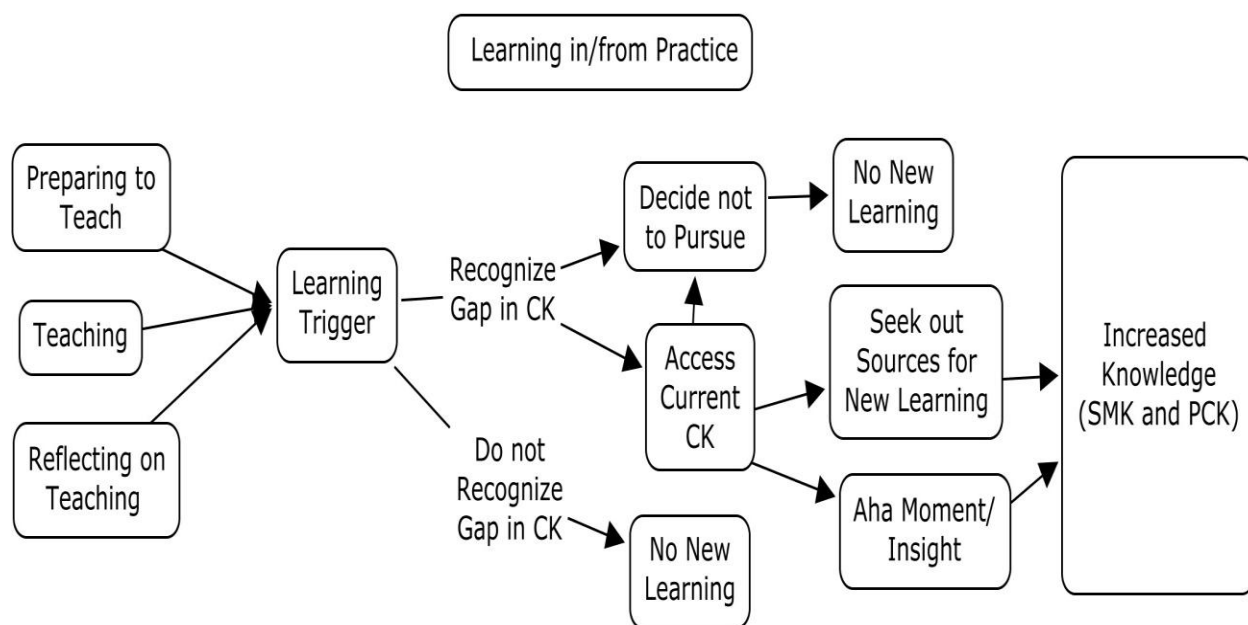 Learning in/from Practice
Preparing to
Teach
Teaching
Reflecting on
Teaching
Learning
Trigger
Recognize
Gap in CK
Do not
Recognize
Gap in CK
Decide not
to Pursue
Access
Current
CK
No New
Learning
No New
Learning
Seek out
Sources for
New Learning
Aha Moment/
Insight
Increased
Knowledge
(SMK and PCK)